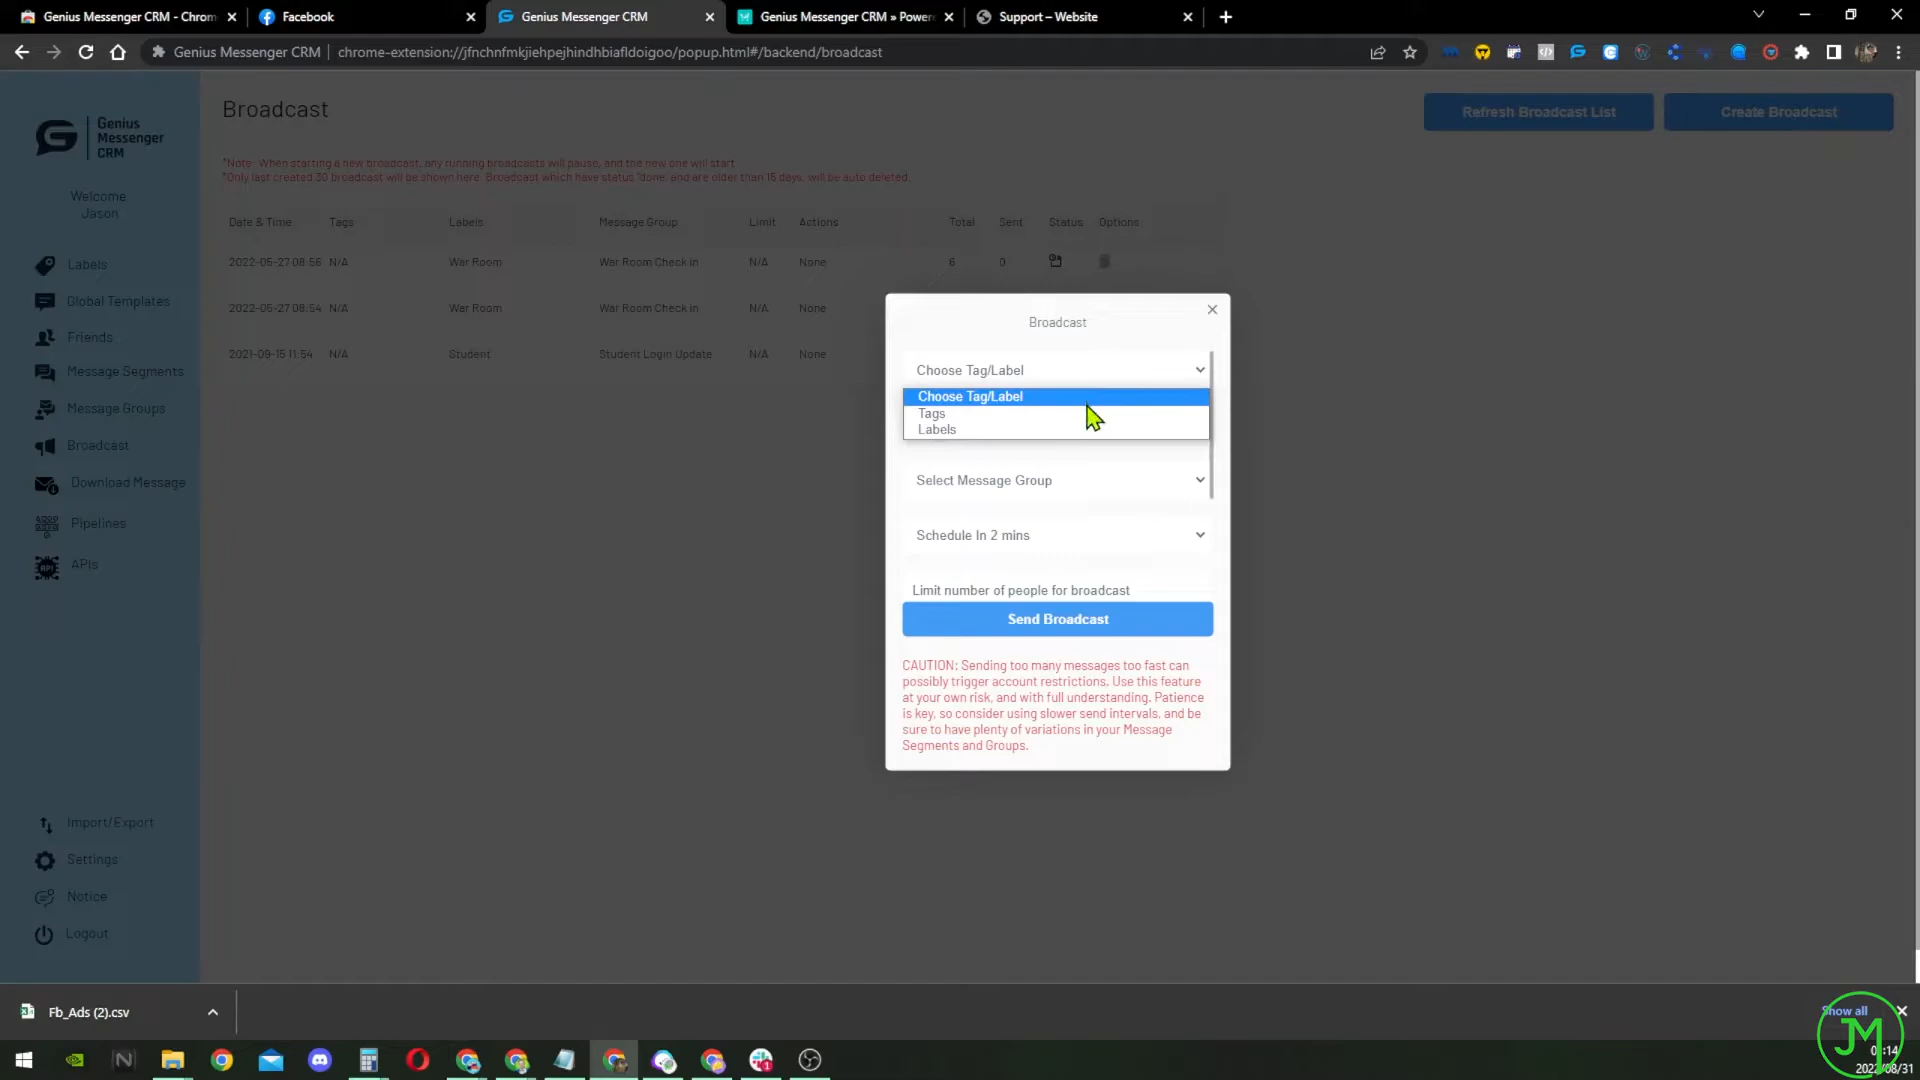 Genius Messenger CRM - Chrom
Facebook
Genius Messenger CRM
Genius Messenger CRM » Power
Support – Website
Genius Messenger CRM
chrome-extension://jfnchnfmkjiehpejhindhbiafldoigoo/popup.html#/backend/broadcast
Genius
Messenger
CRM
Welcome
Jason
Labels
Global Templates
Friends
Message Segments
Message Groups
Broadcast
Download Message
Pipelines
APIs
Import/Export
Settings
Notice
Logout
Broadcast
Refresh Broadcast List
Create Broadcast
*Note- When starting a new broadcast, any running broadcasts will pause, and the new one will start
*Only last created 30 broadcast will be shown here. Broadcast which have status "done, and are older than 15 days, will be auto deleted.
Date & Time Tags Labels Message Group Limit Actions Total Sent Status Options
2022-05-27 08:56 N/A War Room War Room Check in N/A None 6 0
2022-05-27 08:54 N/A War Room War Room Check in N/A None
2021-09-15 11:54 N/A Student Student Login Update N/A None
Broadcast
Choose Tag/Label
Choose Tag/Label
Tags
Labels
Select Message Group
Schedule In 2 mins
Limit number of people for broadcast
Send Broadcast
CAUTION: Sending too many messages too fast can
possibly trigger account restrictions. Use this feature
at your own risk, and with full understanding. Patience
is key, so consider using slower send intervals, and be
sure to have plenty of variations in your Message
Segments and Groups.
Fb_Ads (2).csv
Show all
JM
2022/08/31